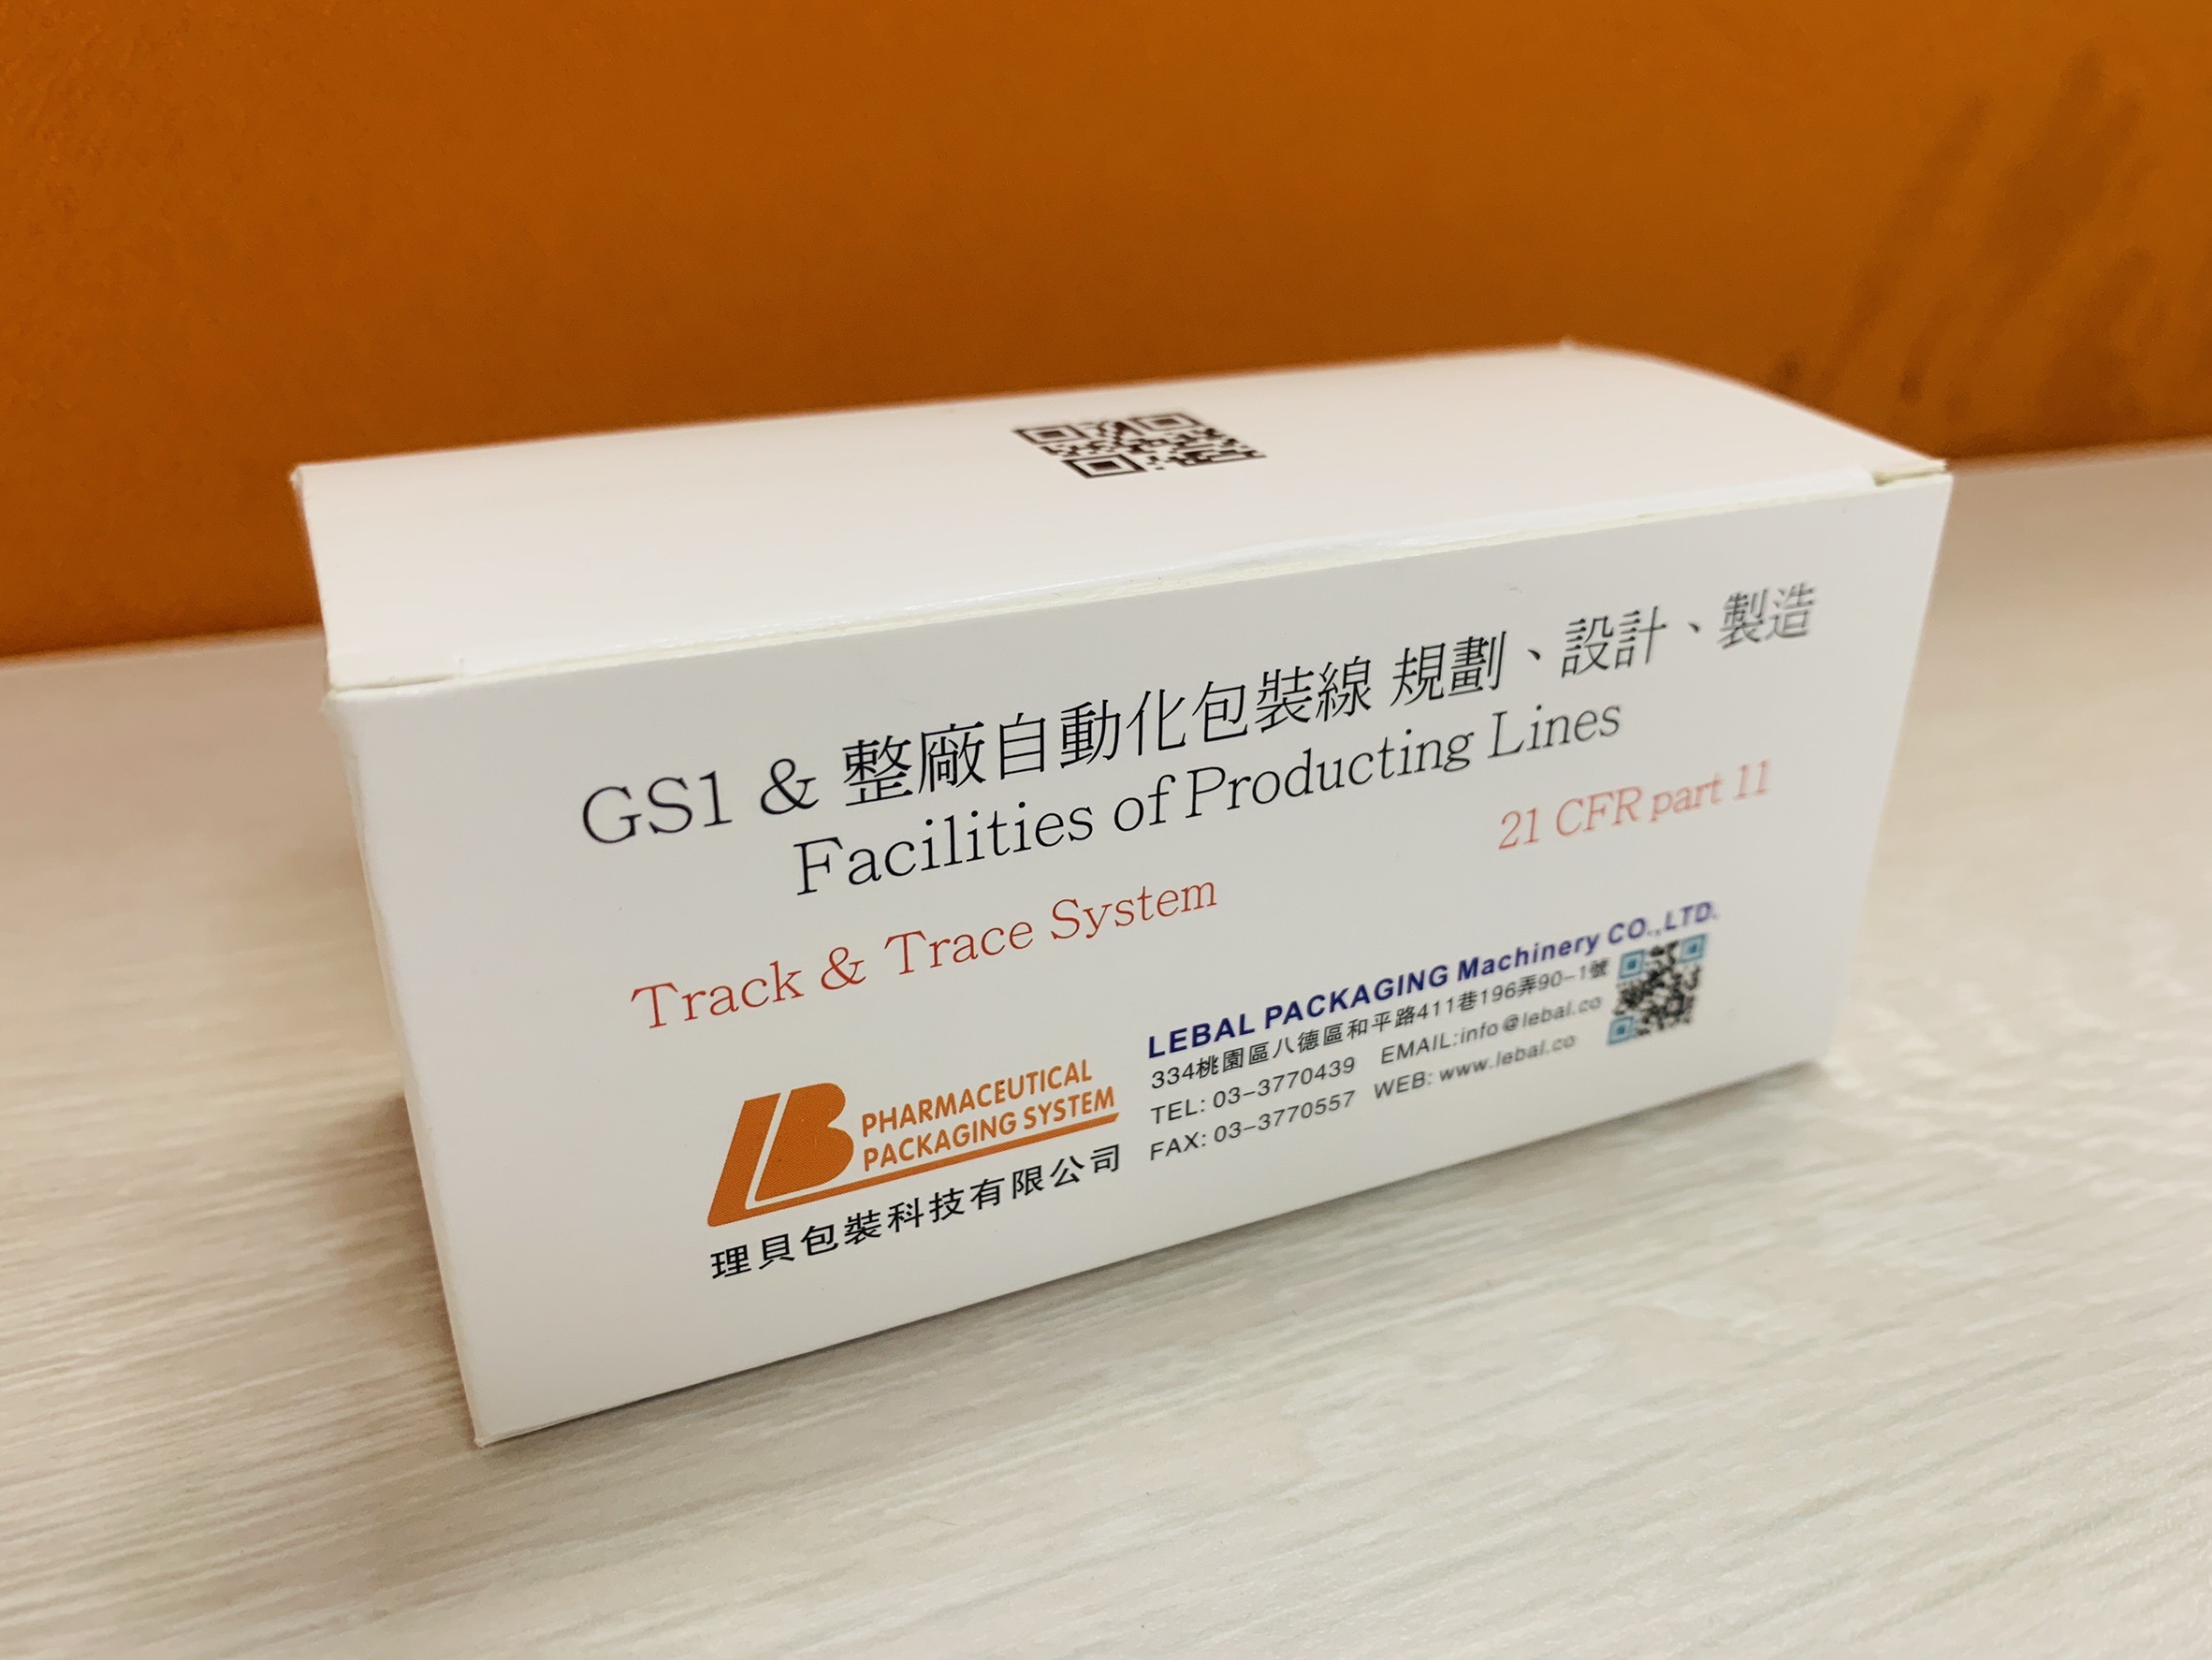 GS1 & 整廠自動化包裝線 規劃、設計、製造
Facilities of Producting Lines
21 CFR part 11
Track & Trace System
LB PHARMACEUTICAL
PACKAGING SYSTEM
理貝包裝科技有限公司
LEBAL PACKAGING Machinery CO.,LTD.
334桃園區八德區和平路411巷196弄90-1號
TEL: 03-3770439 EMAIL:info@lebal.co
FAX: 03-3770557 WEB: www.lebal.co